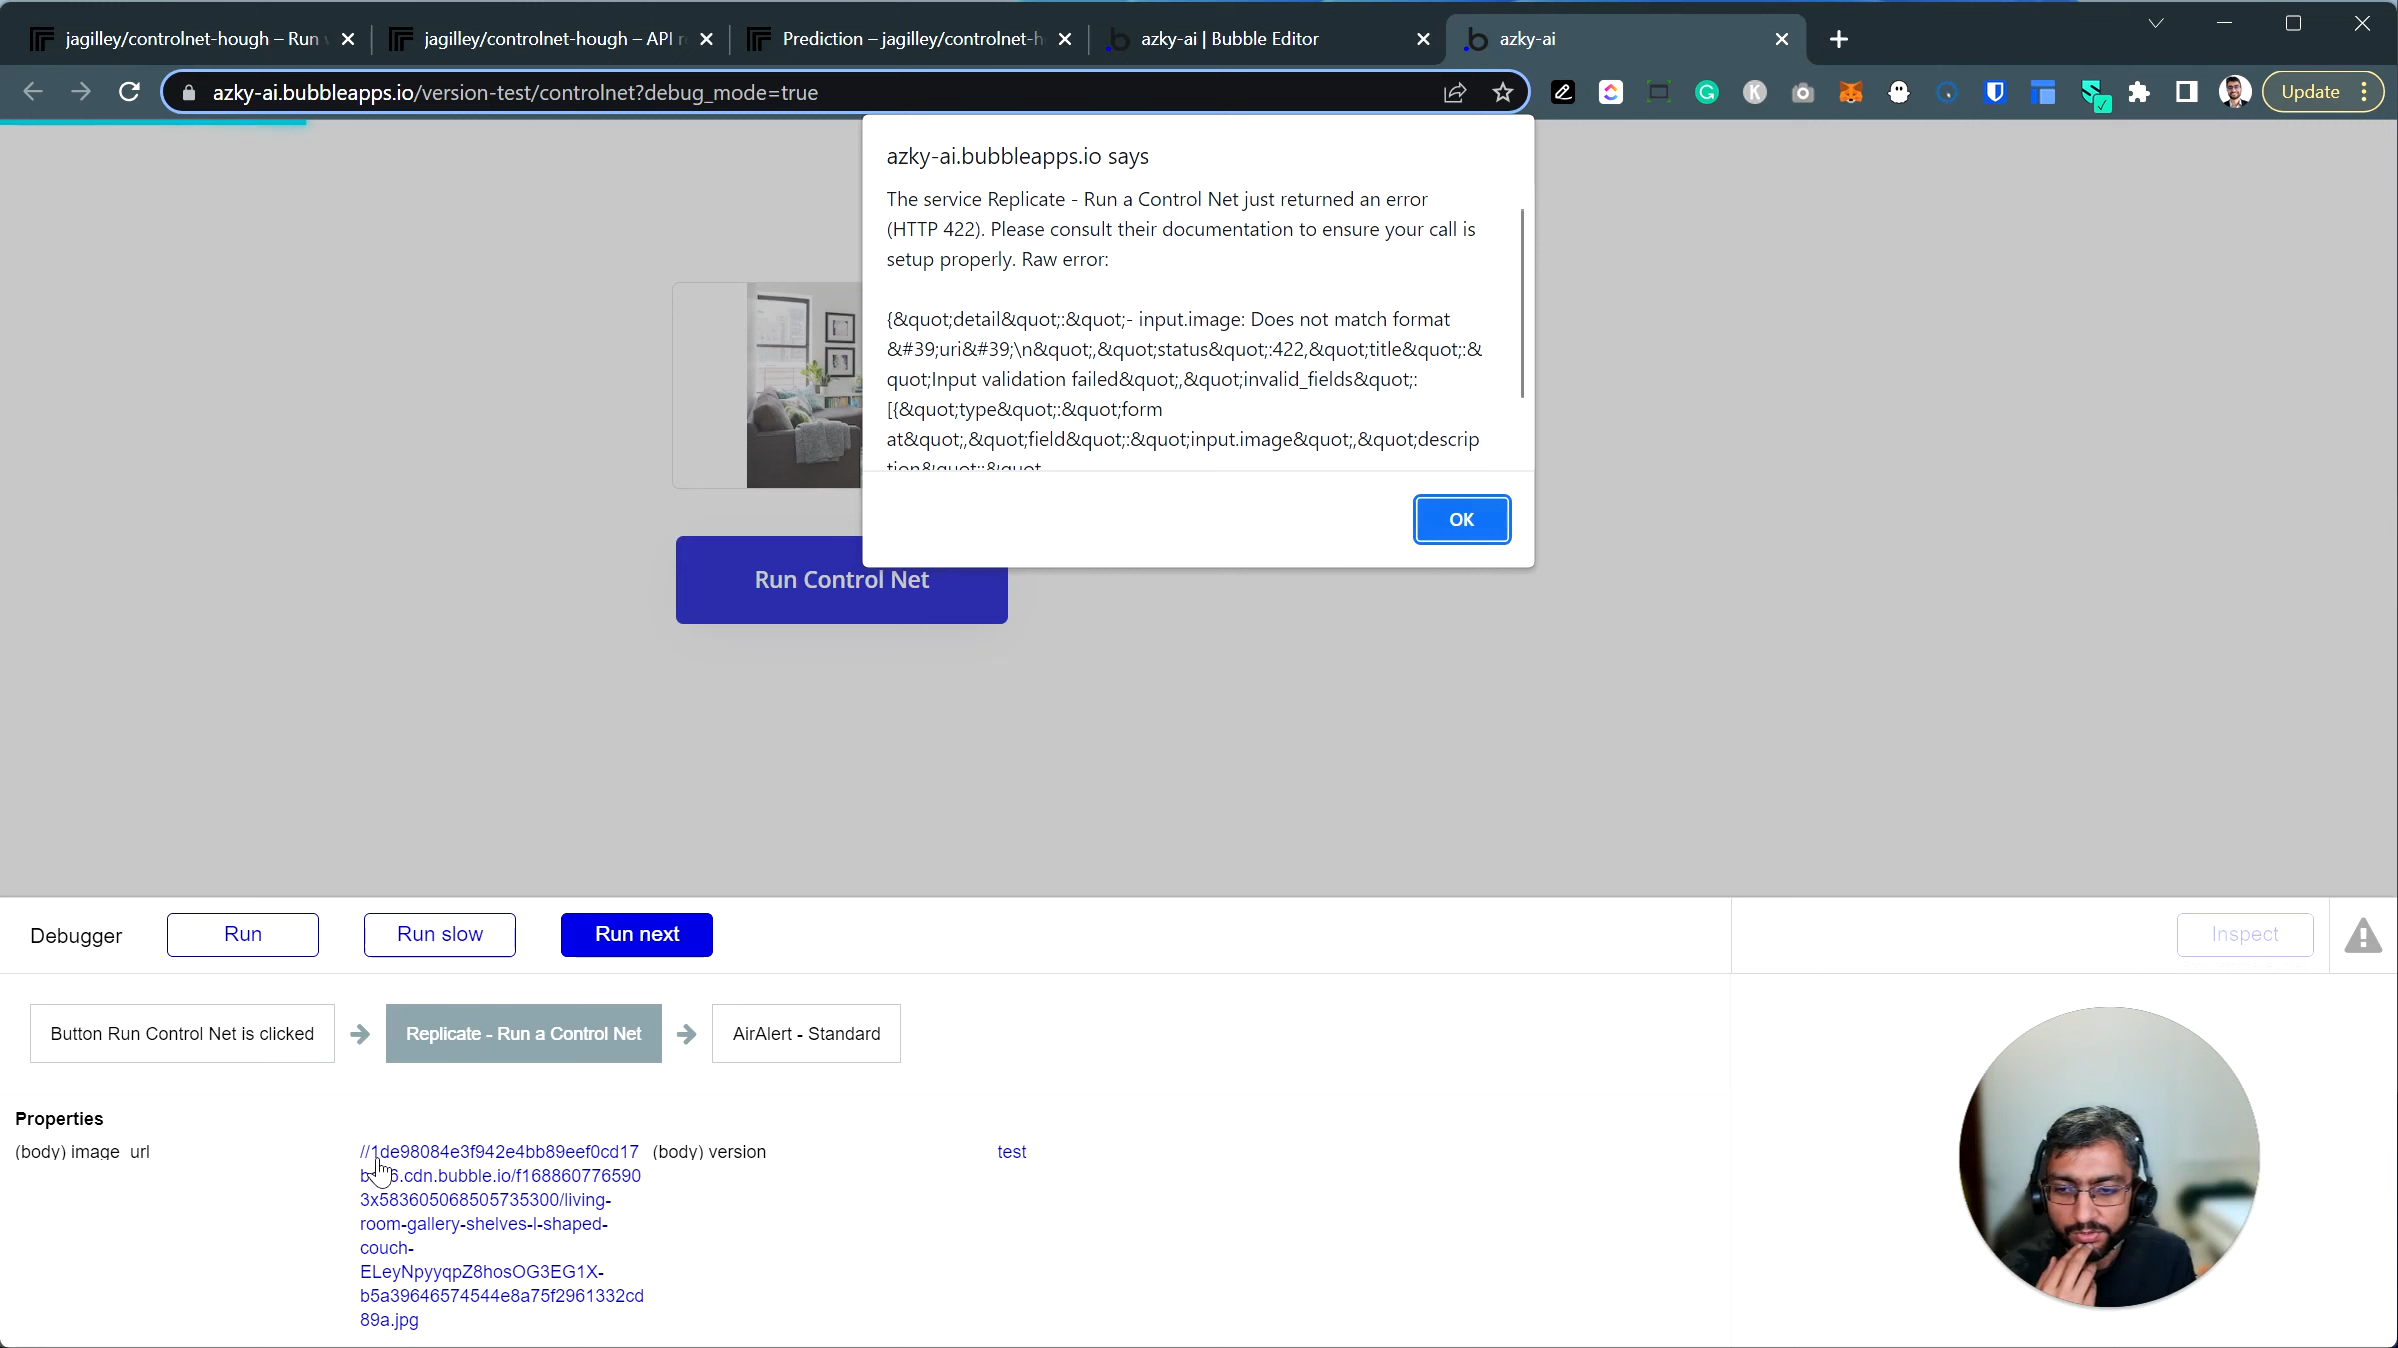 jagilley/controlnet-hough – Run
jagilley/controlnet-hough – API
Prediction – jagilley/controlnet-h
azky-ai | Bubble Editor
azky-ai
azky-ai.bubbleapps.io/version-test/controlnet?debug_mode=true
Update
azky-ai.bubbleapps.io says
The service Replicate - Run a Control Net just returned an error
(HTTP 422). Please consult their documentation to ensure your call is
setup properly. Raw error:
{&quot;detail&quot;:&quot;- input.image: Does not match format
&#39;uri&#39;\n&quot;,&quot;status&quot;:422,&quot;title&quot;:&
quot;Input validation failed&quot;,&quot;invalid_fields&quot;:
[{&quot;type&quot;:&quot;form
at&quot;,&quot;field&quot;:&quot;input.image&quot;,&quot;descrip
tion&quot;:&quot
OK
Run Control Net
Debugger
Run
Run slow
Run next
Inspect
Button Run Control Net is clicked
Replicate - Run a Control Net
AirAlert - Standard
Properties
(body) image_url
//1de98084e3f942e4bb89eef0cd17
6.cdn.bubble.io/f168860776590
3x583605068505735300/living-
room-gallery-shelves-l-shaped-
couch-
ELeyNpyyqpZ8hosOG3EG1X-
b5a39646574544e8a75f2961332cd
89a.jpg
(body) version
test